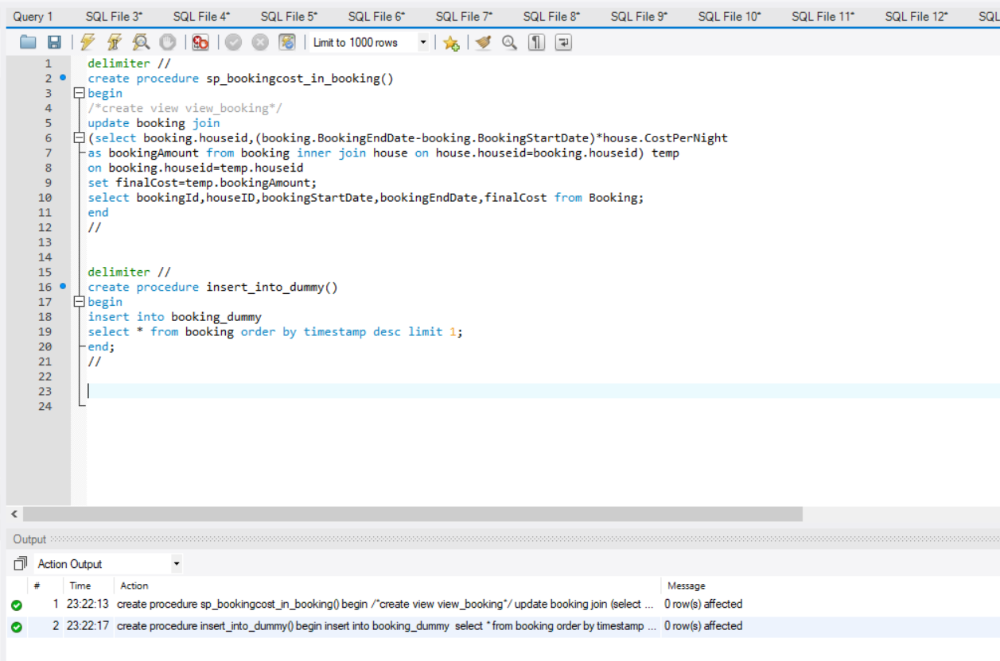 Query 1 SQL File 3* SQL File 4* SQL File 5* SQL File 6* SQL File 7* SQL File 8* SQL File 9* SQL File 10* SQL File 11* SQL File 12* SQL
Limit to 1000 rows
1 delimiter //
2 create procedure sp_bookingcost_in_booking()
3 begin
4 /*create view view_booking*/
5 update booking join
6 (select booking.houseid,(booking.BookingEndDate-booking.BookingStartDate)*house.CostPerNight
7 as bookingAmount from booking inner join house on house.houseid=booking.houseid) temp
8 on booking.houseid=temp.houseid
9 set finalCost=temp.bookingAmount;
10 select bookingId,houseID,bookingStartDate,bookingEndDate,finalCost from Booking;
11 end
12 //
13
14
15 delimiter //
16 create procedure insert_into_dummy()
17 begin
18 insert into booking_dummy
19 select * from booking order by timestamp desc limit 1;
20 end;
21 //
22
23
24
Output
Action Output
# Time Action Message
1 23:22:13 create procedure sp_bookingcost_in_booking() begin /*create view view_booking*/ update booking join (select ... 0 row(s) affected
2 23:22:17 create procedure insert_into_dummy() begin insert into booking_dummy select * from booking order by timestamp ... 0 row(s) affected